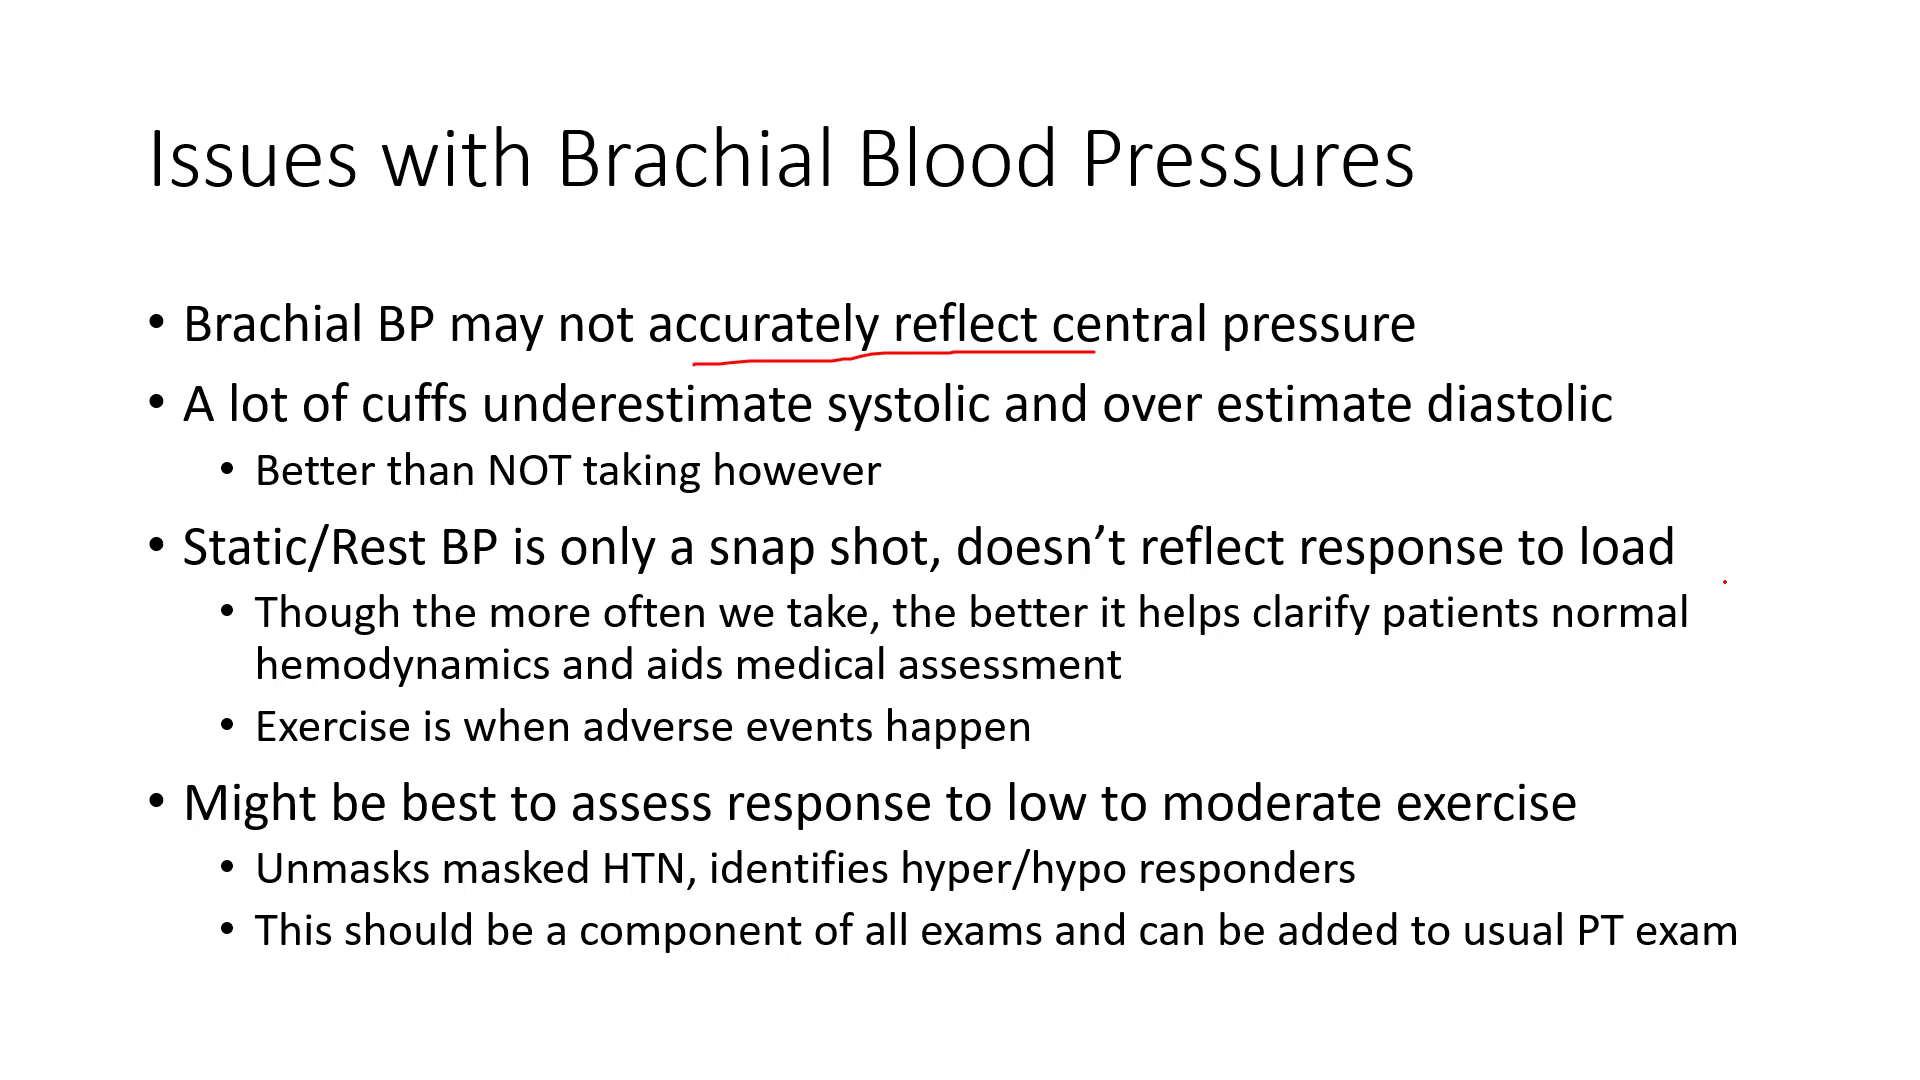 Issues with Brachial Blood Pressures
• Brachial BP may not accurately reflect central pressure
• A lot of cuffs underestimate systolic and over estimate diastolic
• Better than NOT taking however
• Static/Rest BP is only a snap shot, doesn’t reflect response to load
• Though the more often we take, the better it helps clarify patients normal
hemodynamics and aids medical assessment
• Exercise is when adverse events happen
• Might be best to assess response to low to moderate exercise
• Unmasks masked HTN, identifies hyper/hypo responders
• This should be a component of all exams and can be added to usual PT exam